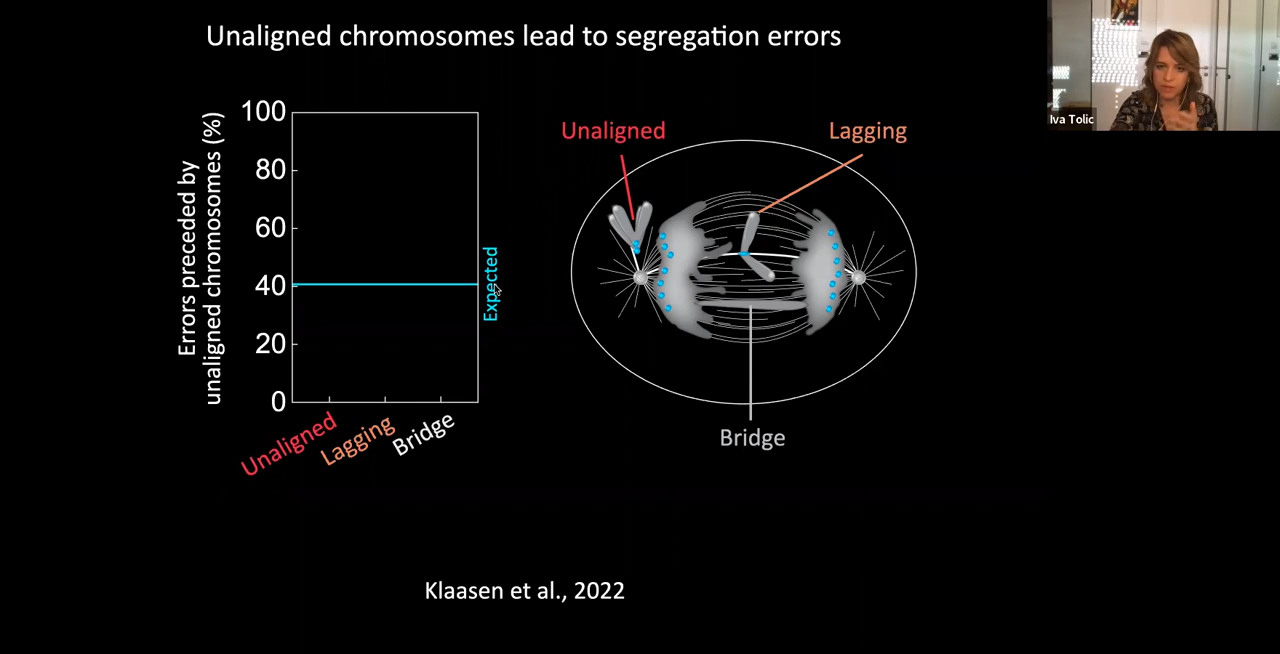 Unaligned chromosomes lead to segregation errors
Iva Tolic
Errors preceded by
unaligned chromosomes (%)
100
80
60
40
20
0
Expected
Unaligned
Lagging
Bridge
Unaligned
Lagging
Bridge
Klaasen et al., 2022